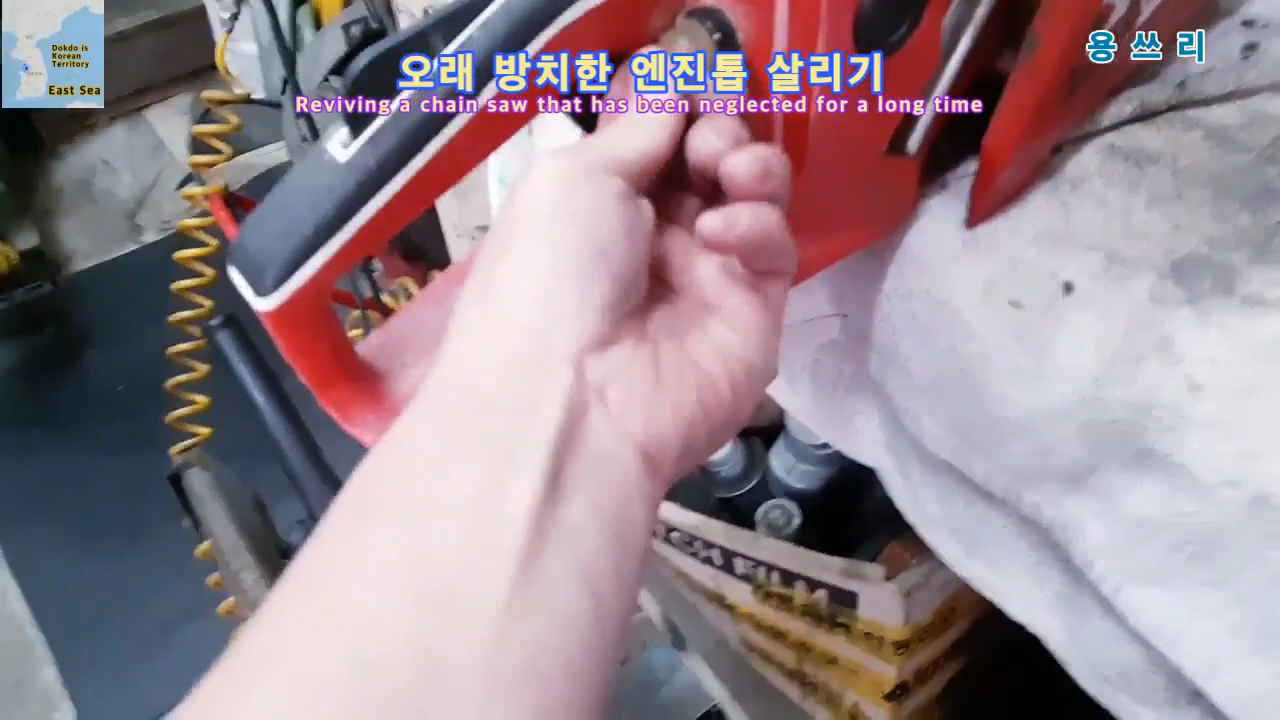 Dokdo is
Korean
Territory
East Sea
오래 방치한 엔진톱 살리기
Reviving a chain saw that has been neglected for a long time
용 쓰 리
FILM